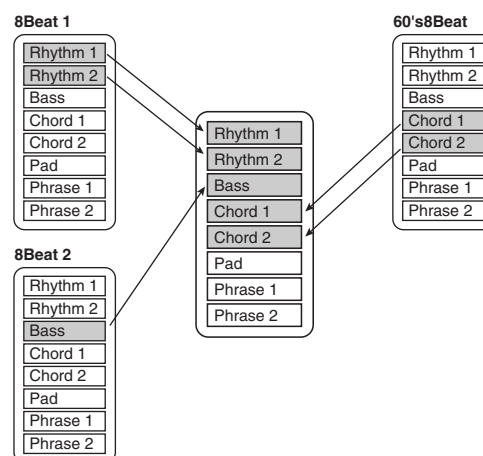 8Beat 1
Rhythm 1
Rhythm 2
Bass
Chord 1
Chord 2
Pad
Phrase 1
Phrase 2
8Beat 2
Rhythm 1
Rhythm 2
Bass
Chord 1
Chord 2
Pad
Phrase 1
Phrase 2
Rhythm 1
Rhythm 2
Bass
Chord 1
Chord 2
Pad
Phrase 1
Phrase 2
60's8Beat
Rhythm 1
Rhythm 2
Bass
Chord 1
Chord 2
Pad
Phrase 1
Phrase 2